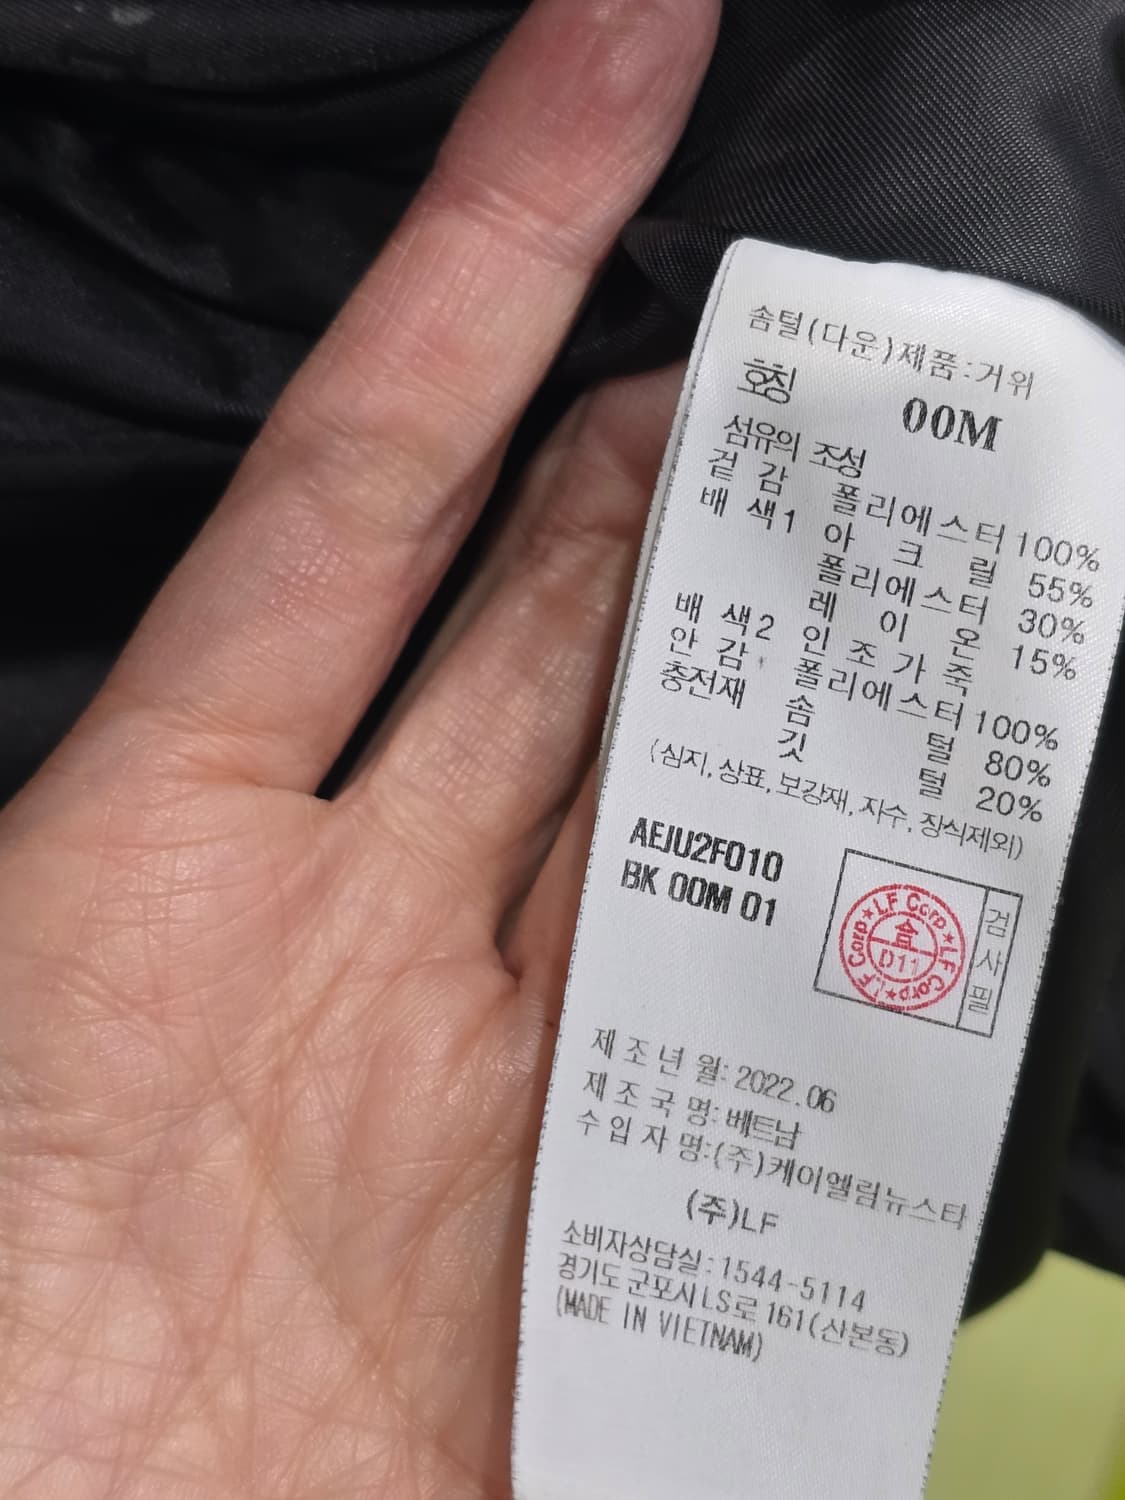 솜털(다운)제품:거위
호칭 00M
섬유의 조성
겉 감 폴리에스터 100%
배 색1 아 크 릴 55%
폴리에스터 30%
레 이 온 15%
배 색2 인 조 가 죽
안 감 폴리에스터 100%
충전재 솜 털 80%
깃 털 20%
(심지, 상표, 보강재, 자수, 장식제외)
AEJU2F010
BK 00M 01
LF Corp★LF Corp★LF Corp★
合
D11
검사필
제 조 년 월: 2022.06
제 조 국 명: 베트남
수 입 자 명:(주)케이엘림뉴스타
(주)LF
소비자상담실:1544-5114
경기도 군포시 LS로 161(산본동)
(MADE IN VIETNAM)